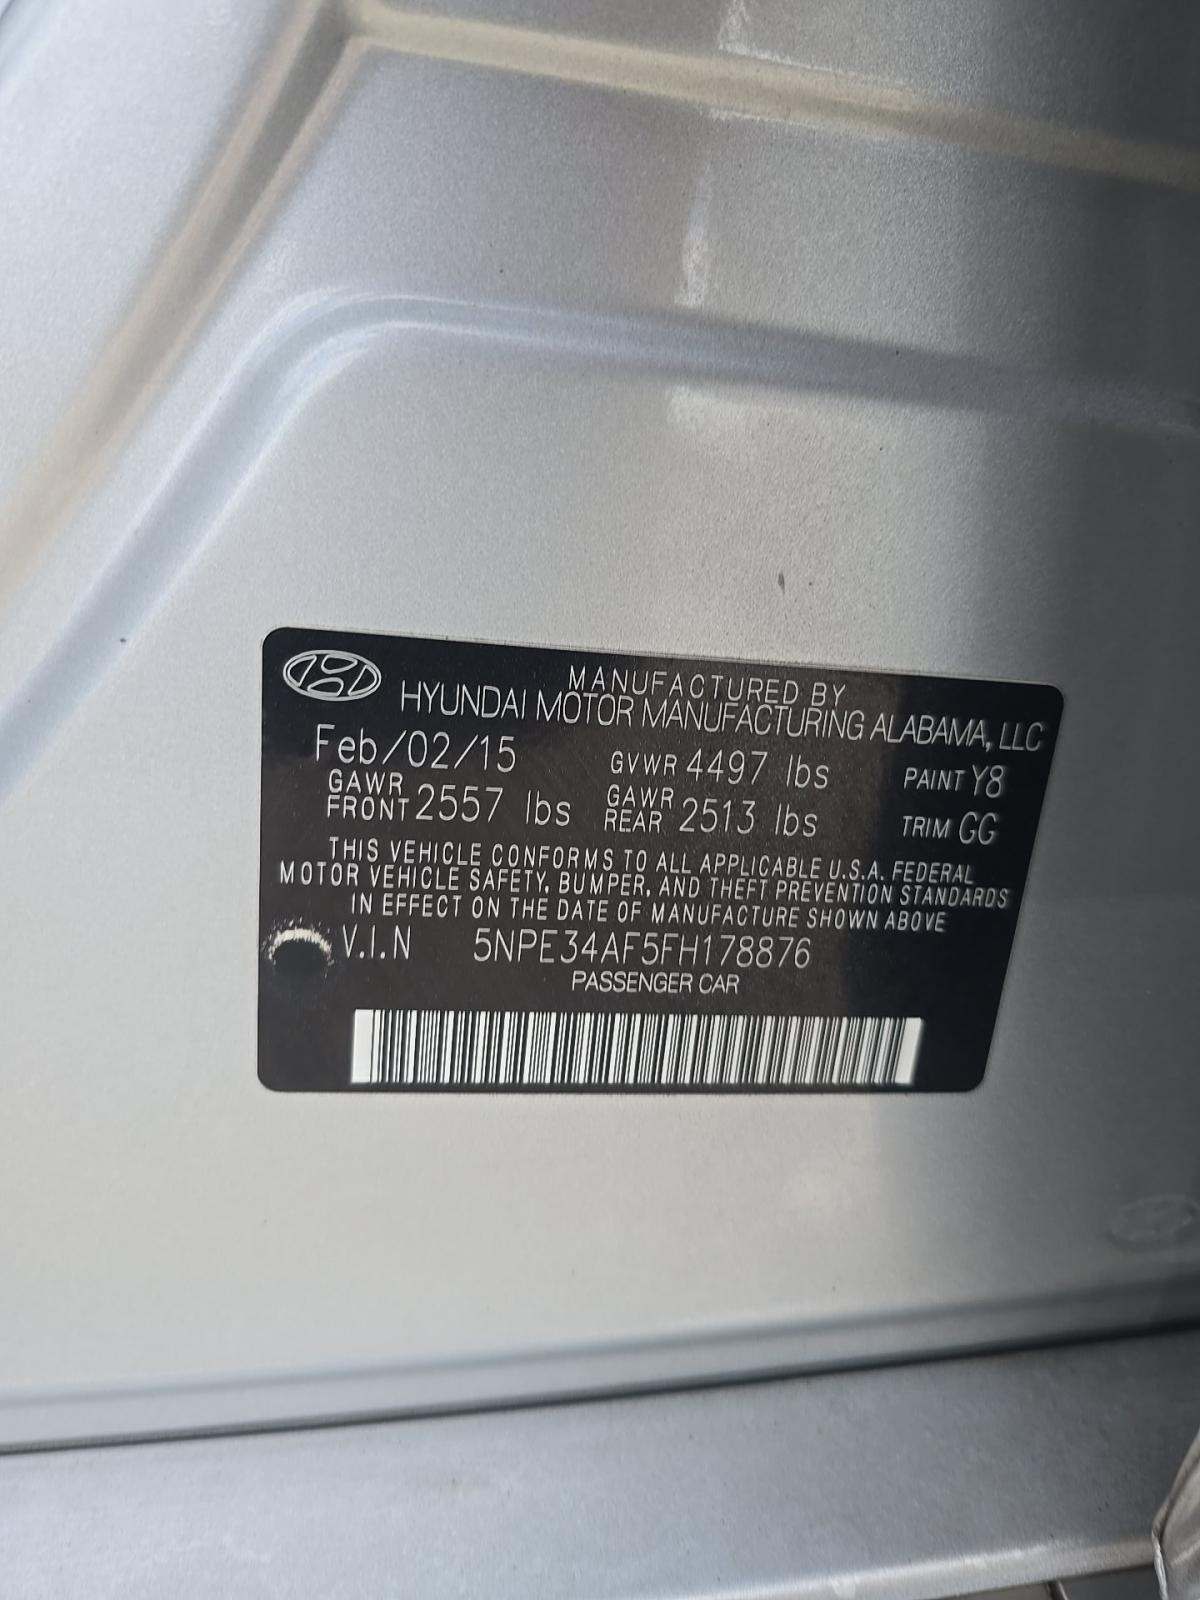 MANUFACTURED BY
HYUNDAI MOTOR MANUFACTURING ALABAMA, LLC
Feb/02/15 GVWR 4497 lbs PAINT Y8
GAWR FRONT 2557 lbs GAWR REAR 2513 lbs TRIM GG
THIS VEHICLE CONFORMS TO ALL APPLICABLE U.S.A. FEDERAL
MOTOR VEHICLE SAFETY, BUMPER, AND THEFT PREVENTION STANDARDS
IN EFFECT ON THE DATE OF MANUFACTURE SHOWN ABOVE
V.I.N 5NPE34AF5FH178876
PASSENGER CAR